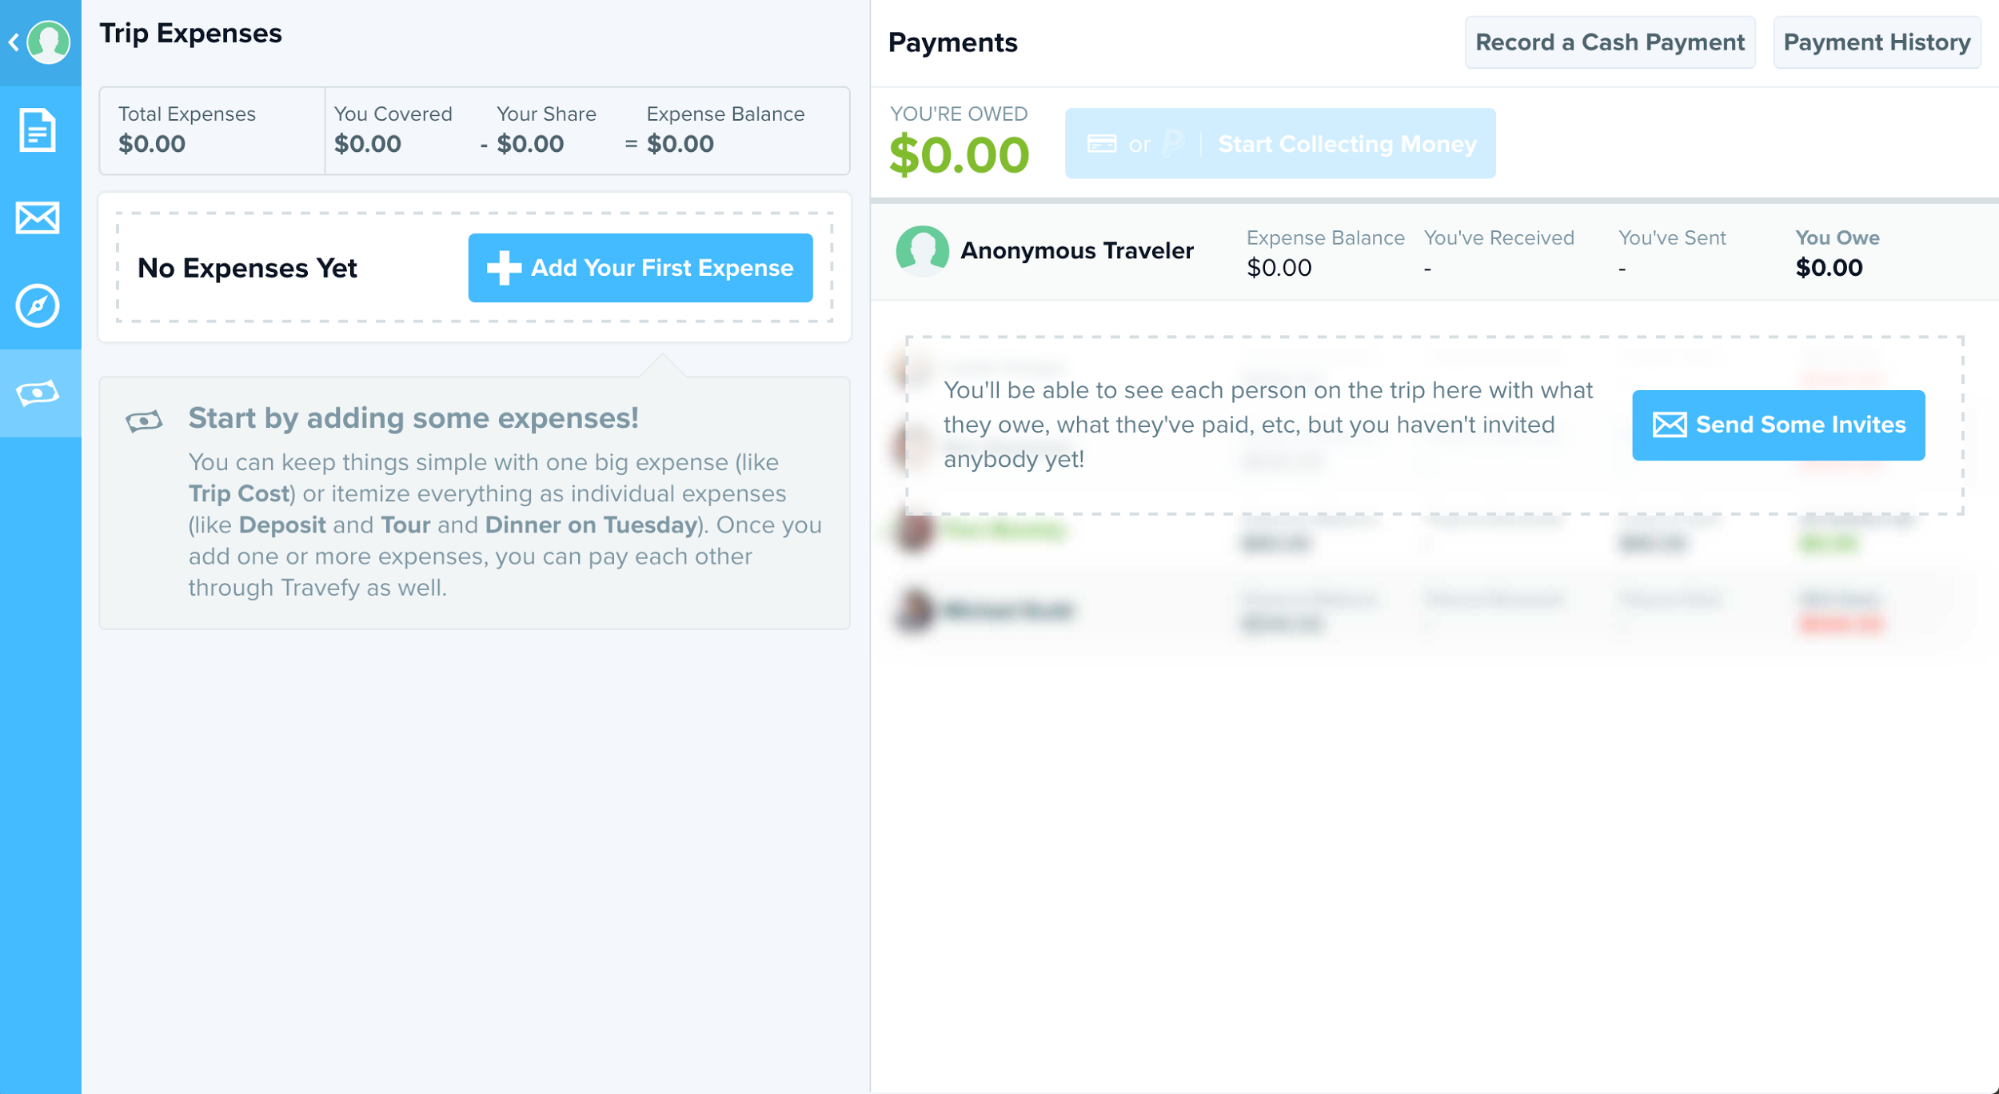 Trip Expenses
Total Expenses
$0.00
You Covered
$0.00
-
Your Share
$0.00
=
Expense Balance
$0.00
No Expenses Yet
Add Your First Expense
Start by adding some expenses!
You can keep things simple with one big expense (like
Trip Cost) or itemize everything as individual expenses
(like Deposit and Tour and Dinner on Tuesday). Once you
add one or more expenses, you can pay each other
through Travefy as well.
Payments
Record a Cash Payment
Payment History
YOU'RE OWED
$0.00
or
Start Collecting Money
Anonymous Traveler
Expense Balance
$0.00
You've Received
-
You've Sent
-
You Owe
$0.00
You'll be able to see each person on the trip here with what
they owe, what they've paid, etc, but you haven't invited
anybody yet!
Send Some Invites